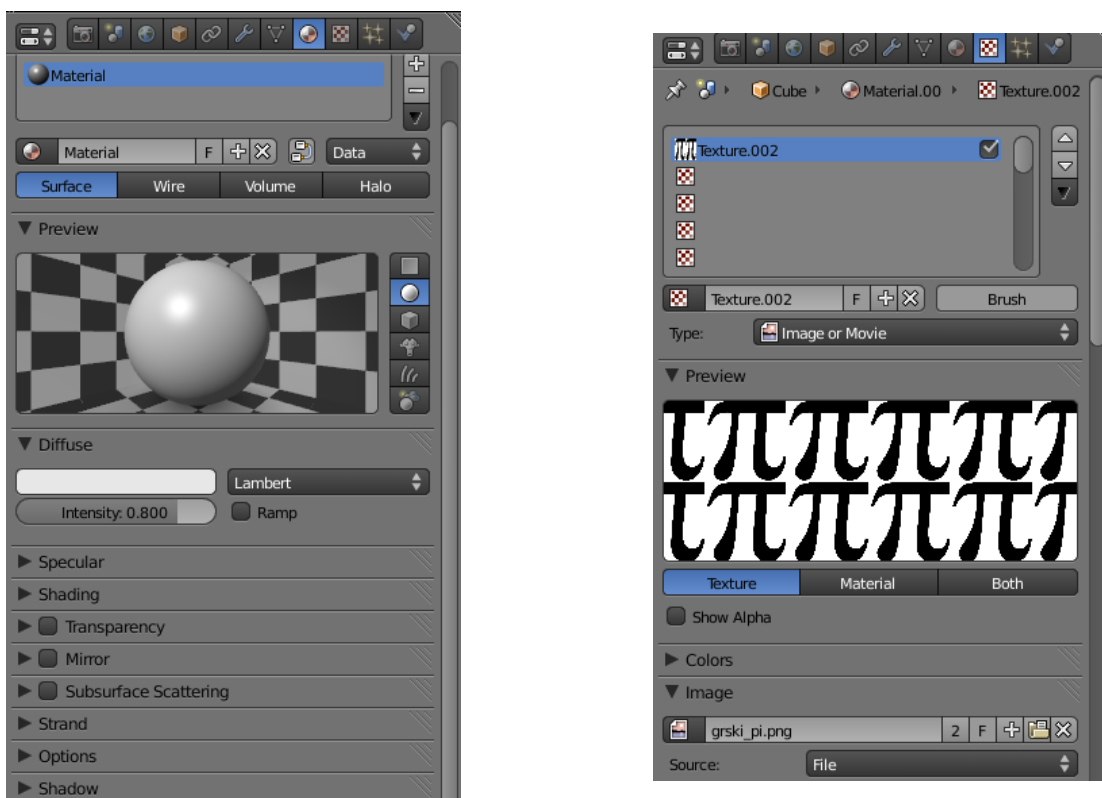 Material
Material
F
Data
Surface
Wire
Volume
Halo
Preview
Diffuse
Lambert
Intensity: 0.800
Ramp
Specular
Shading
Transparency
Mirror
Subsurface Scattering
Strand
Options
Shadow
Cube
Material.00
Texture.002
Texture.002
Texture.002
F
Brush
Type:
Image or Movie
Preview
π π π π π π
π π π π π π
Texture
Material
Both
Show Alpha
Colors
Image
grski_pi.png
2
F
Source:
File